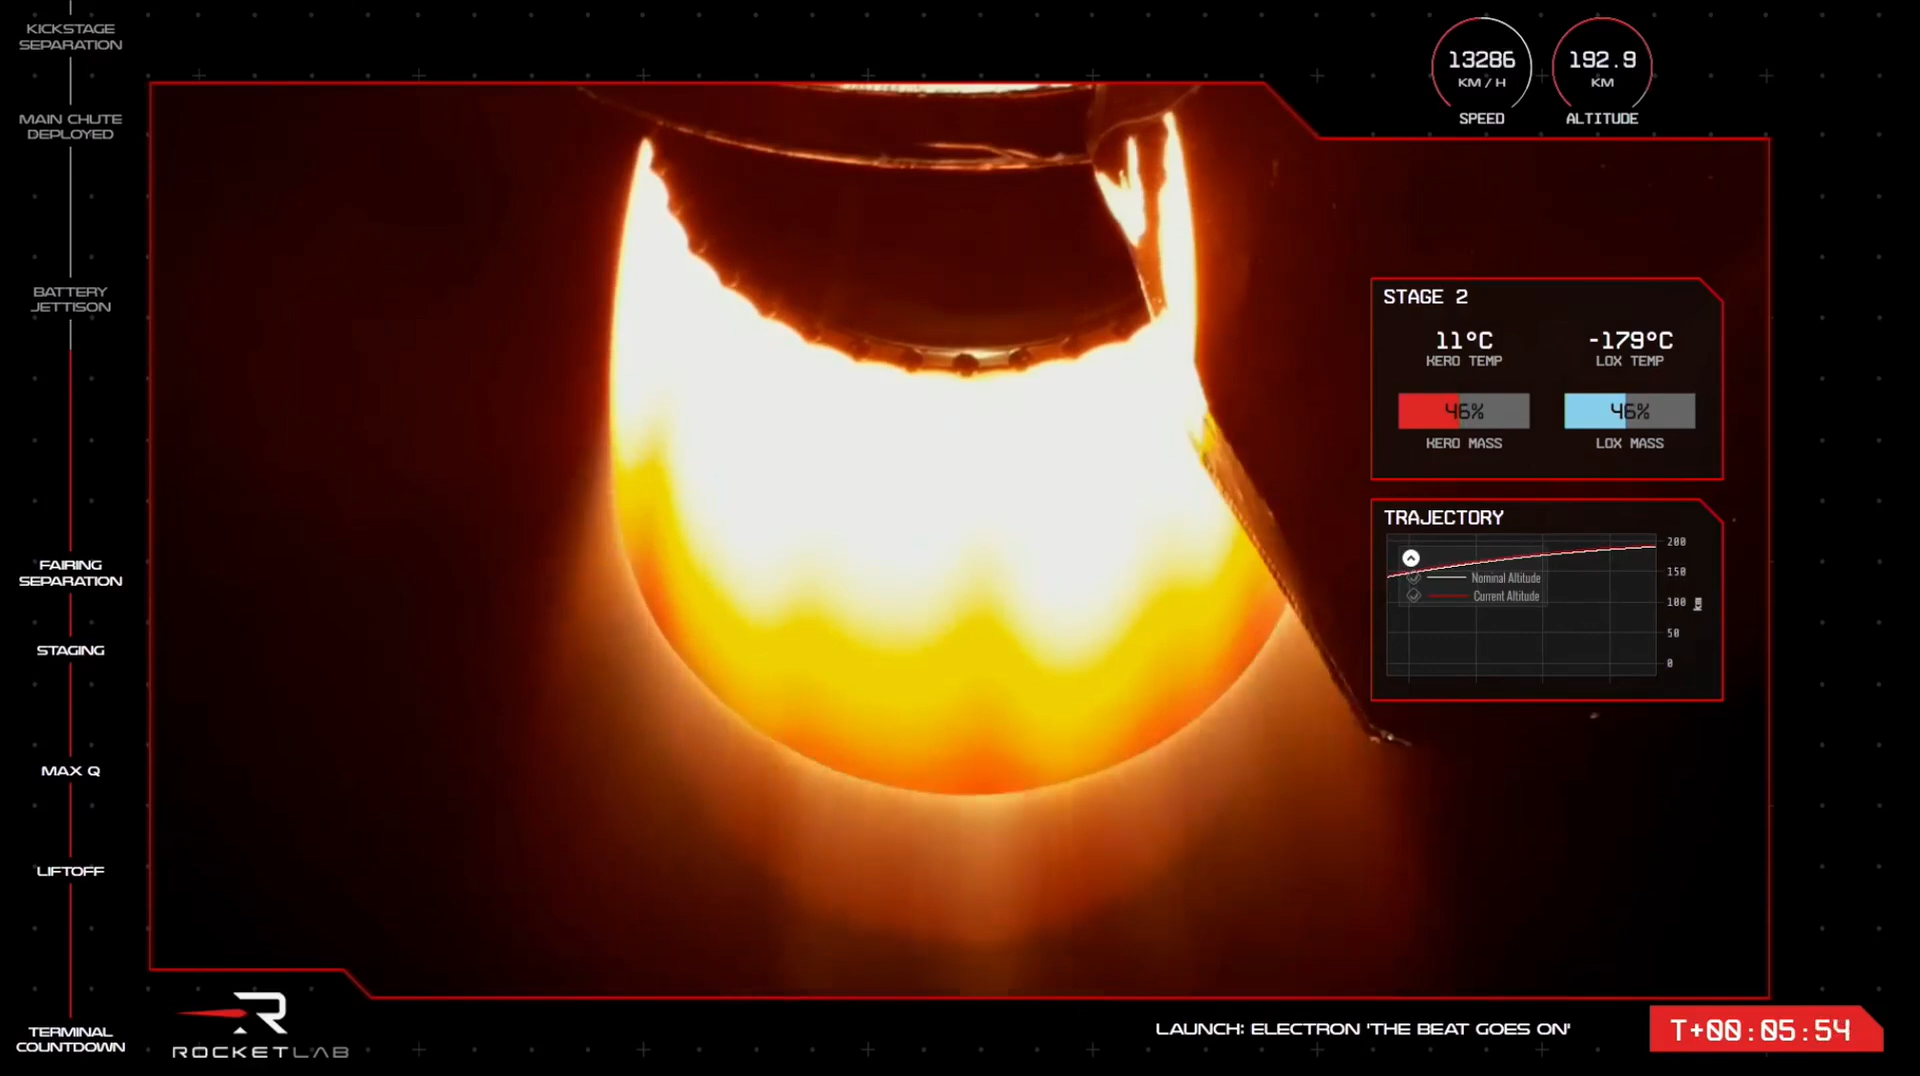 KICKSTAGE
SEPARATION
MAIN CHUTE
DEPLOYED
BATTERY
JETTISON
FAIRING
SEPARATION
STAGING
MAX Q
LIFTOFF
TERMINAL
COUNTDOWN
13286
KM/H
SPEED
192.9
KM
ALTITUDE
STAGE 2
11°C
KERO TEMP
-179°C
LOX TEMP
46%
KERO MASS
46%
LOX MASS
TRAJECTORY
Nominal Altitude
Current Altitude
200
150
100
50
0
km
ROCKETLAB
LAUNCH: ELECTRON 'THE BEAT GOES ON'
T+00:05:54